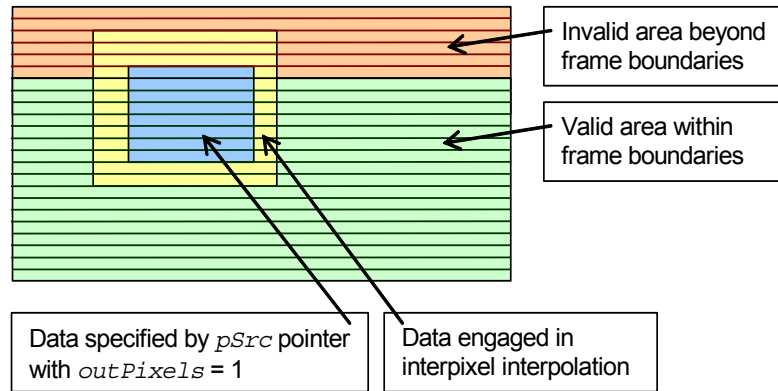 Invalid area beyond
frame boundaries
Valid area within
frame boundaries
Data specified by pSrc pointer
with outPixels = 1
Data engaged in
interpixel interpolation